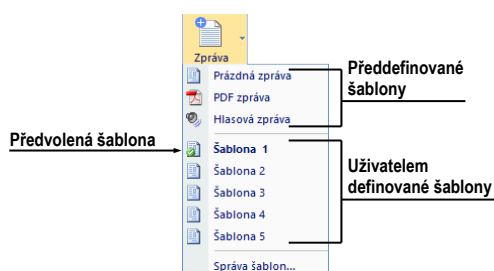 Zpráva
Prázdná zpráva
PDF zpráva
Hlasová zpráva
Předdefinované
šablony
Předvolená šablona
Šablona 1
Šablona 2
Šablona 3
Šablona 4
Šablona 5
Uživatelem
definované šablony
Správa šablon...